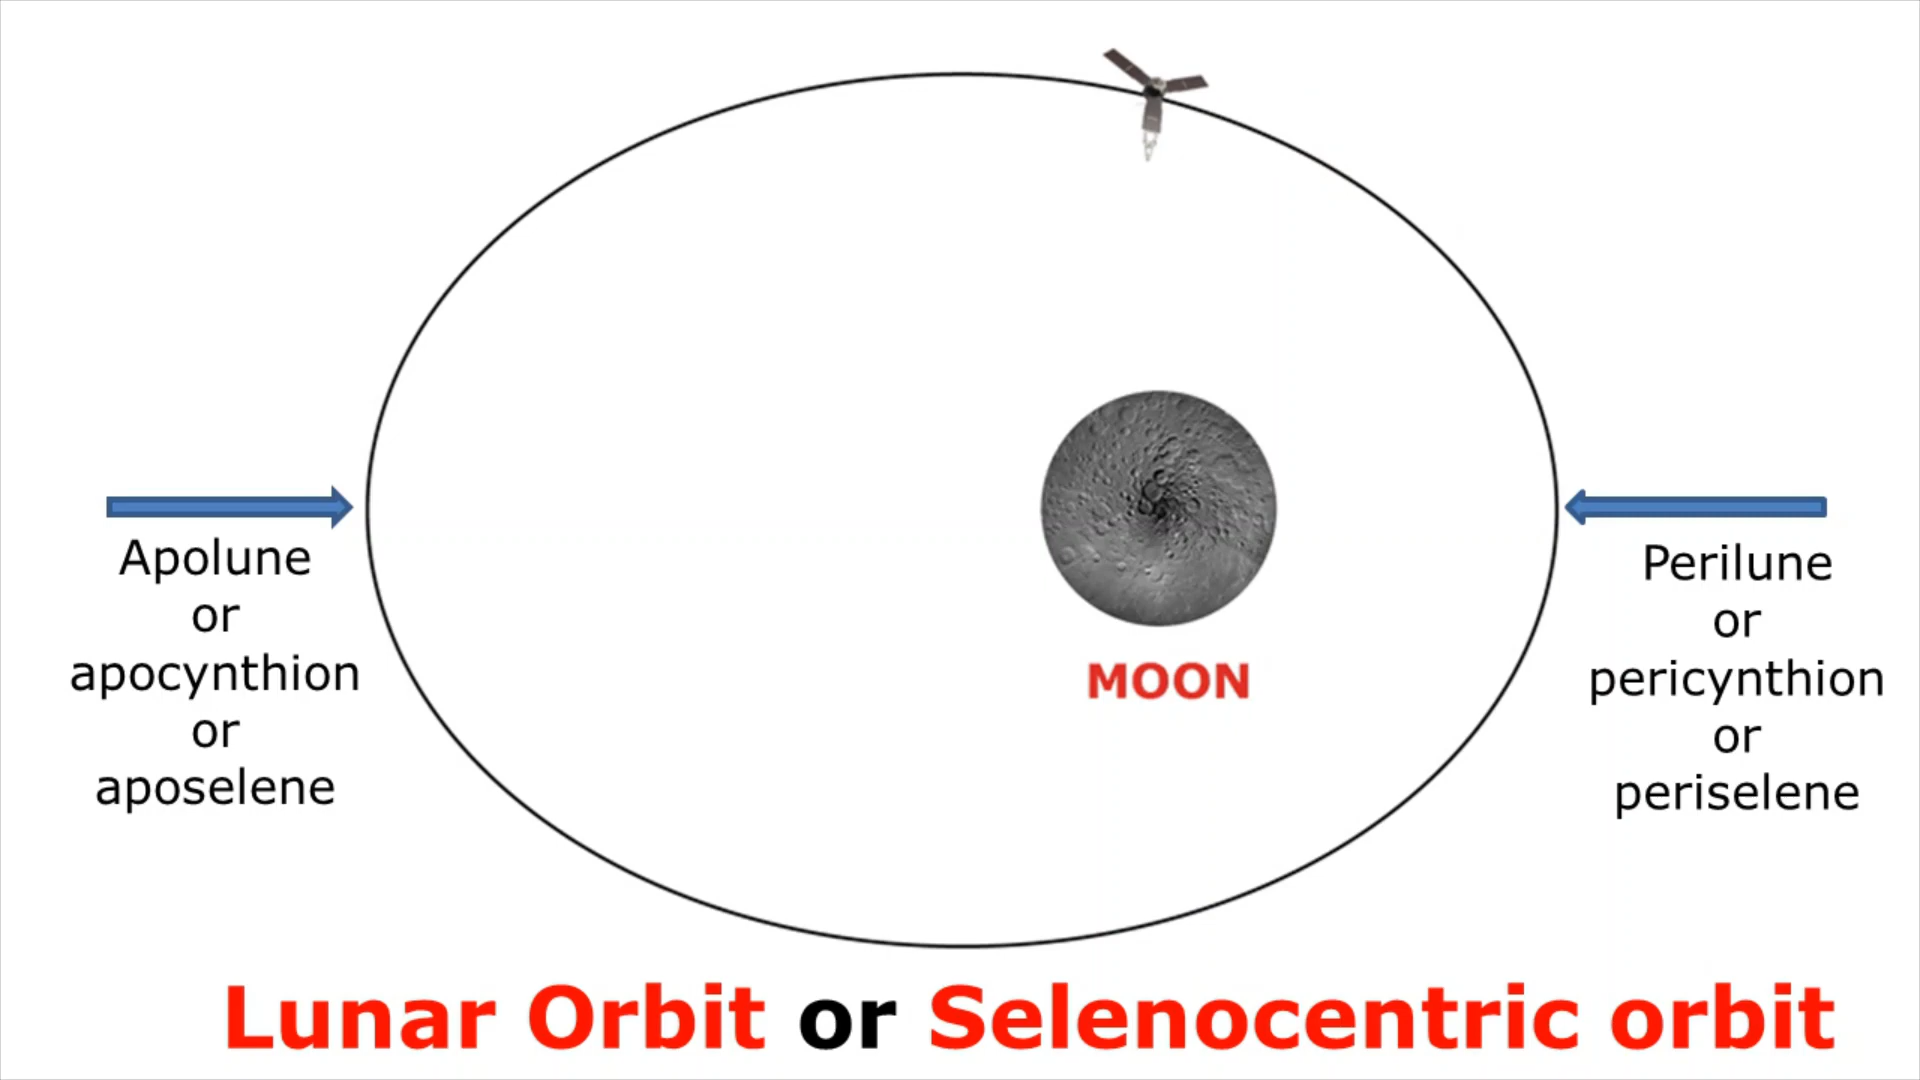 Apolune
or
apocynthion
or
aposelene
MOON
Perilune
or
pericynthion
or
periselene
Lunar Orbit or Selenocentric orbit